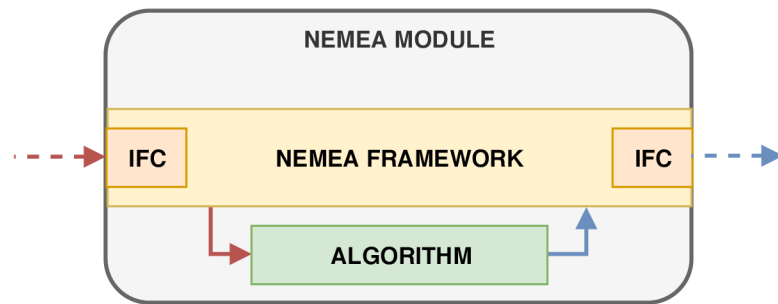 NEMEA MODULE
IFC
NEMEA FRAMEWORK
IFC
ALGORITHM